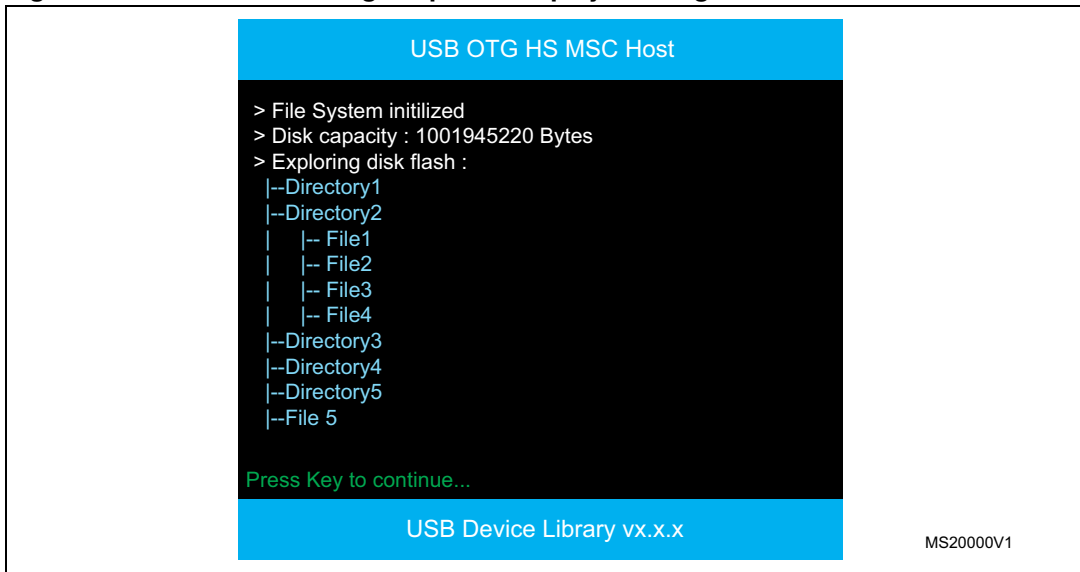 USB OTG HS MSC Host
> File System initilized
> Disk capacity : 1001945220 Bytes
> Exploring disk flash :
|--Directory1
|--Directory2
| |-- File1
| |-- File2
| |-- File3
| |-- File4
|--Directory3
|--Directory4
|--Directory5
|--File 5
Press Key to continue...
USB Device Library vx.x.x
MS20000V1